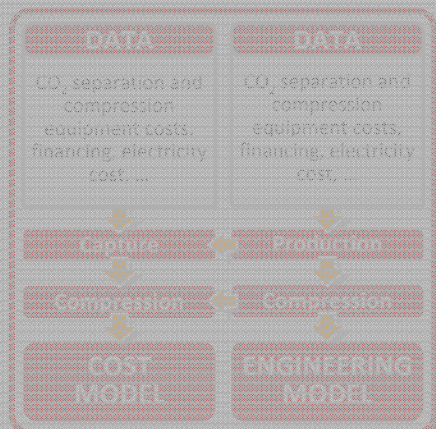 DATA
CO2 separation and
compression
equipment costs,
financing, electricity
cost, ...
DATA
CO2 separation and
compression
equipment costs,
financing, electricity
cost, ...
Capture
Production
Compression
Compression
COST
MODEL
ENGINEERING
MODEL